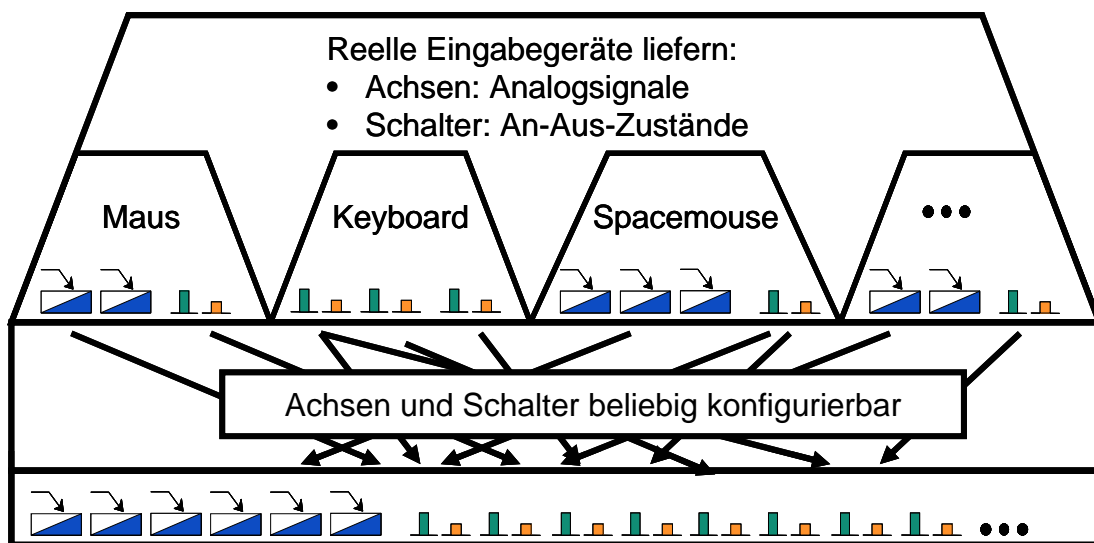 Reelle Eingabegeräte liefern:
• Achsen: Analogsignale
• Schalter: An-Aus-Zustände
Maus
Keyboard
Spacemouse
•••
Achsen und Schalter beliebig konfigurierbar
•••